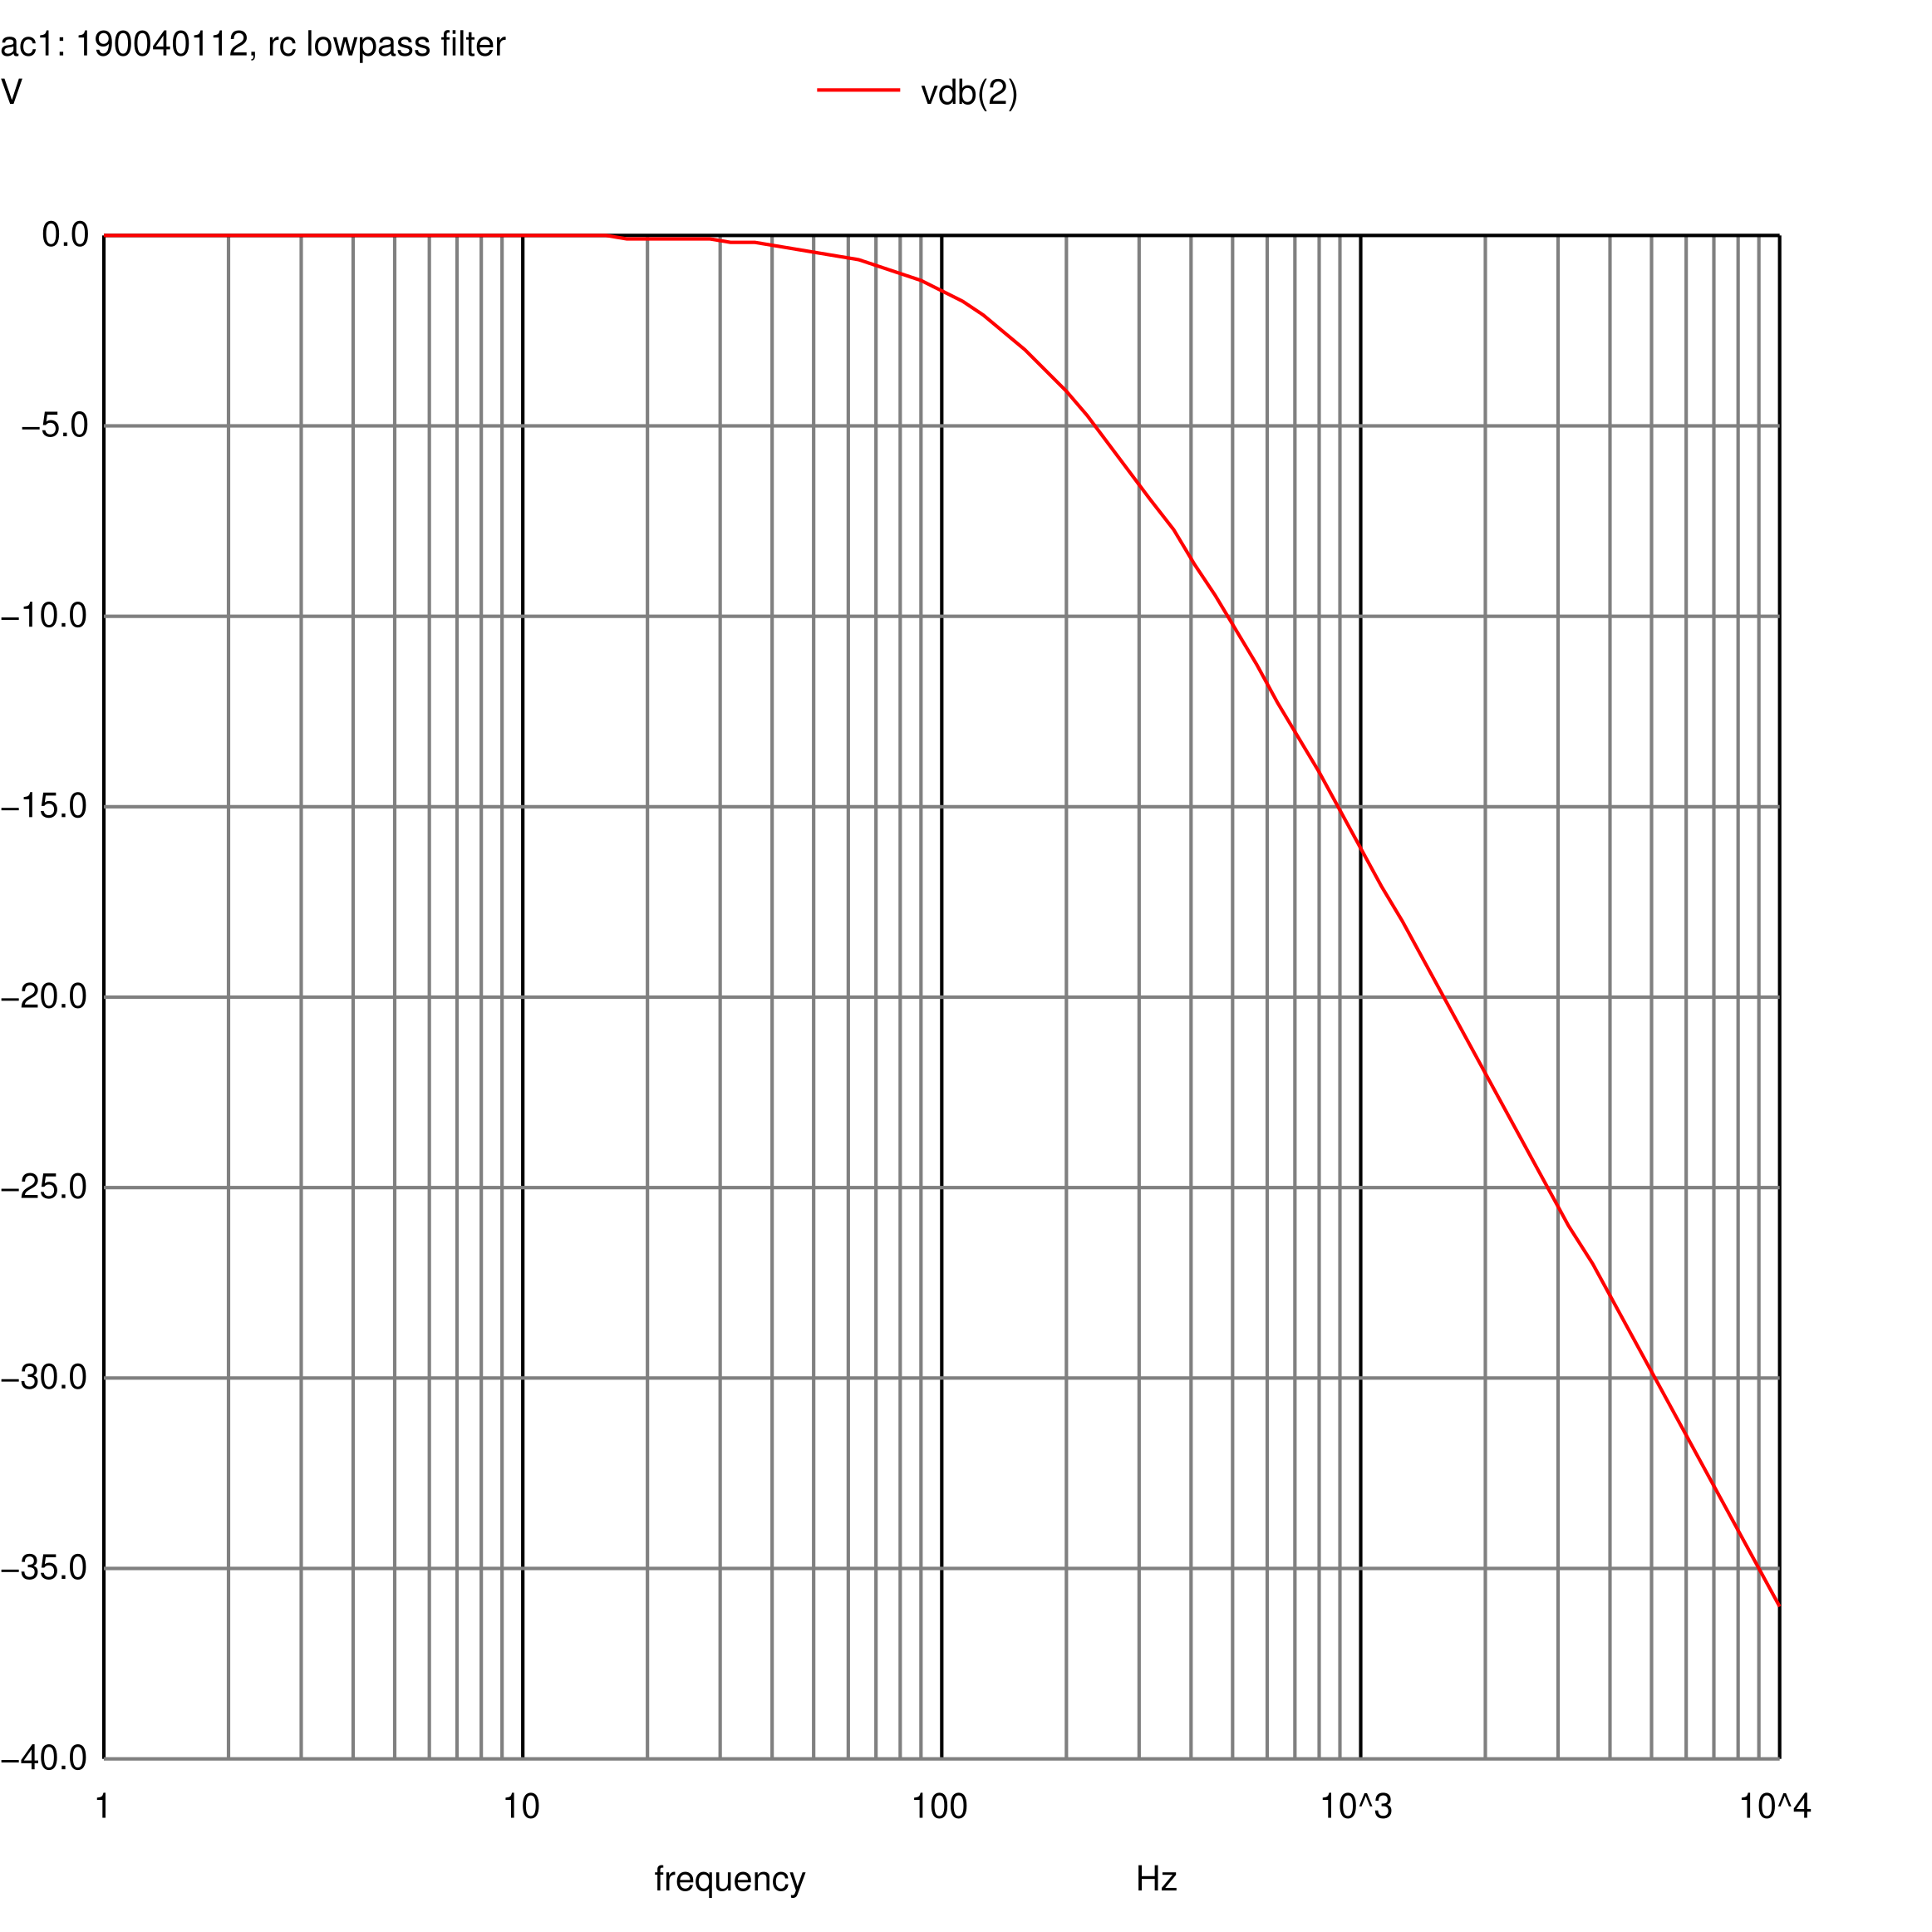 ac1: 190040112, rc lowpass filter
V
vdb(2)
0.0
−5.0
−10.0
−15.0
−20.0
−25.0
−30.0
−35.0
−40.0
1 10 100 10^3 10^4
frequency Hz